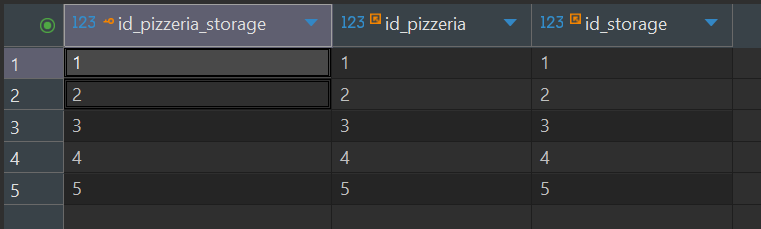 123 id_pizzeria_storage 123 id_pizzeria 123 id_storage
1 1 1 1
2 2 2 2
3 3 3 3
4 4 4 4
5 5 5 5